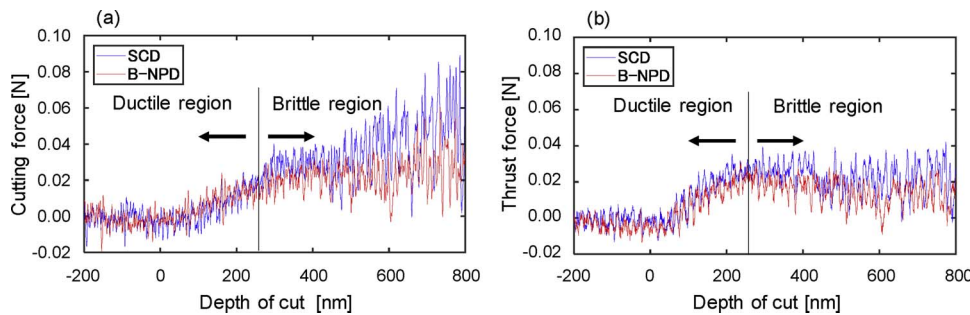 (a)
0.10
0.08
0.06
0.04
0.02
0.00
-0.02
Cutting force [N]
SCD
B-NPD
Ductile region
Brittle region
-200 0 200 400 600 800
Depth of cut [nm]
(b)
0.10
0.08
0.06
0.04
0.02
0.00
-0.02
Thrust force [N]
SCD
B-NPD
Ductile region
Brittle region
-200 0 200 400 600 800
Depth of cut [nm]